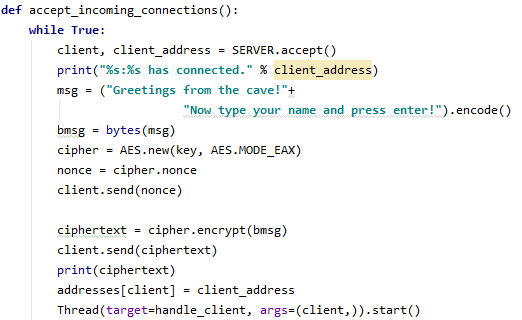 def accept_incoming_connections():
    while True:
        client, client_address = SERVER.accept()
        print("%s:%s has connected." % client_address)
        msg = ("Greetings from the cave!"+
                         "Now type your name and press enter!").encode()
        bmsg = bytes(msg)
        cipher = AES.new(key, AES.MODE_EAX)
        nonce = cipher.nonce
        client.send(nonce)

        ciphertext = cipher.encrypt(bmsg)
        client.send(ciphertext)
        print(ciphertext)
        addresses[client] = client_address
        Thread(target=handle_client, args=(client,)).start()